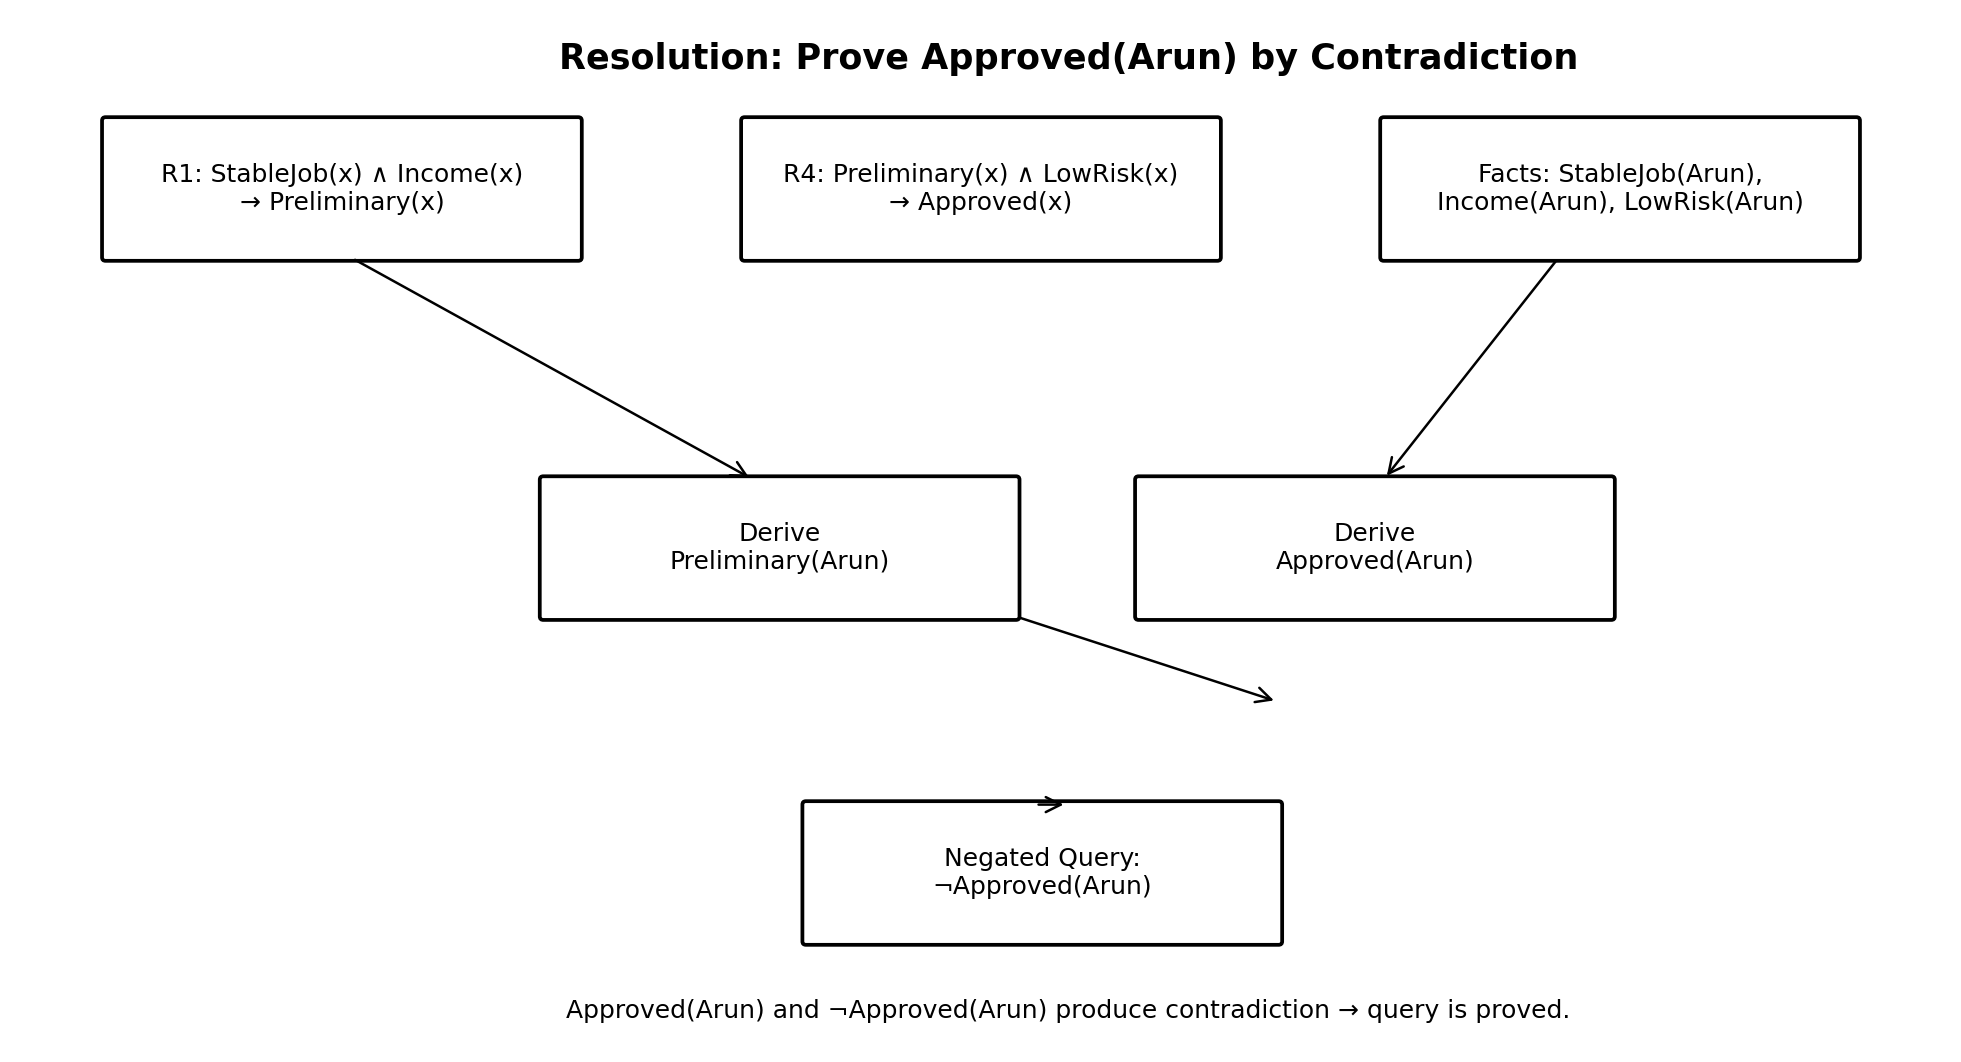 Resolution: Prove Approved(Arun) by Contradiction
R1: StableJob(x) ∧ Income(x)
→ Preliminary(x)
R4: Preliminary(x) ∧ LowRisk(x)
→ Approved(x)
Facts: StableJob(Arun),
Income(Arun), LowRisk(Arun)
Derive
Preliminary(Arun)
Derive
Approved(Arun)
Negated Query:
¬Approved(Arun)
Approved(Arun) and ¬Approved(Arun) produce contradiction → query is proved.